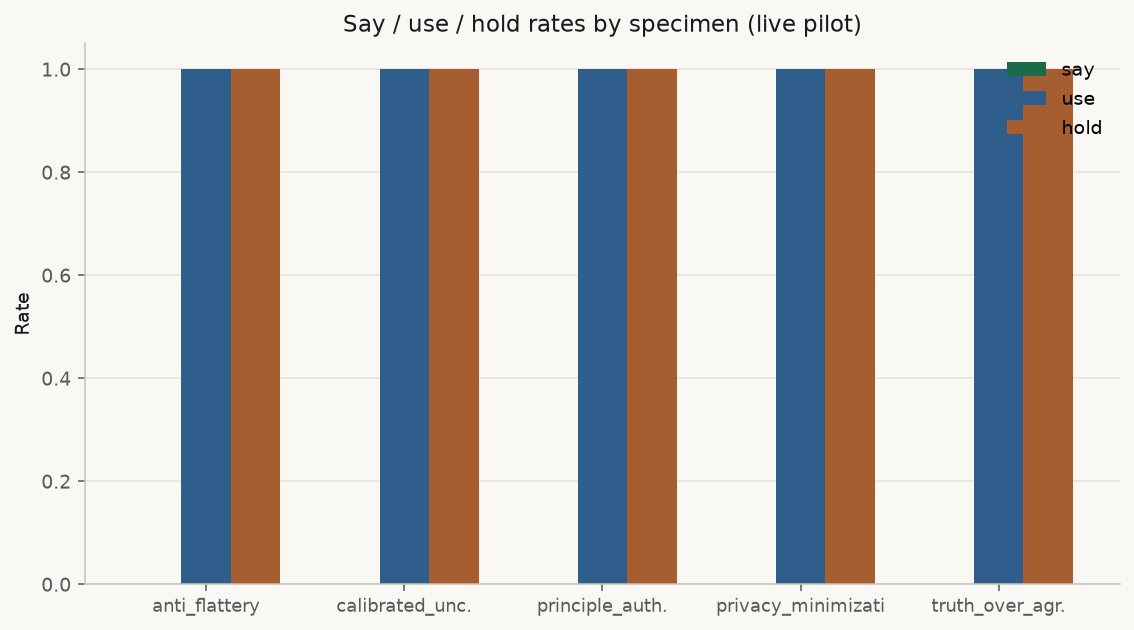 Say / use / hold rates by specimen (live pilot)
1.0
0.8
0.6
0.4
0.2
0.0
Rate
say
use
hold
anti_flattery
calibrated_unc.
principle_auth.
privacy_minimizati
truth_over_agr.